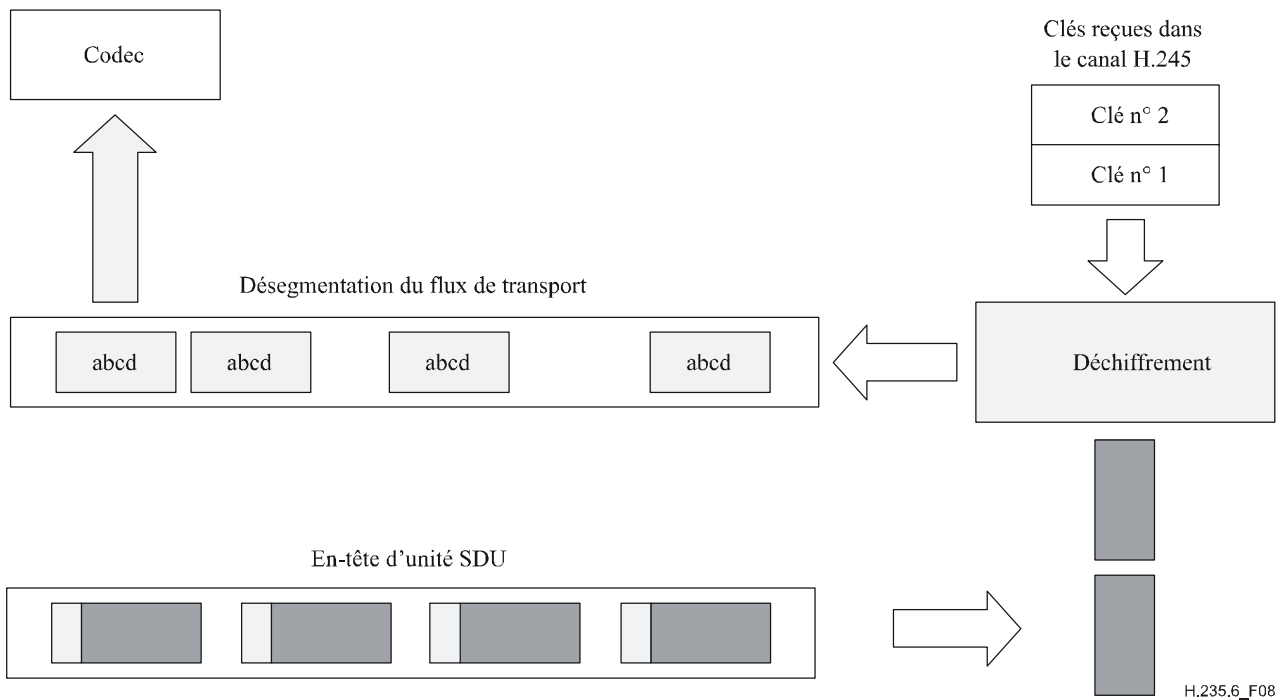 Codec
Clés reçues dans
le canal H.245
Clé n° 2
Clé n° 1
Désegmentation du flux de transport
abcd
abcd
abcd
abcd
Déchiffrement
En-tête d'unité SDU
H.235.6_F08